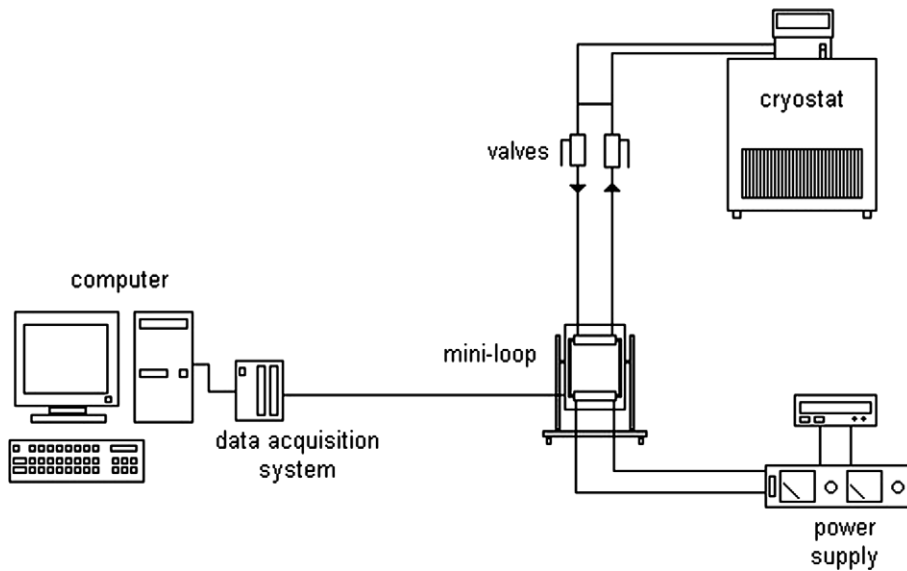 cryostat
valves
computer
mini-loop
data acquisition
system
power
supply